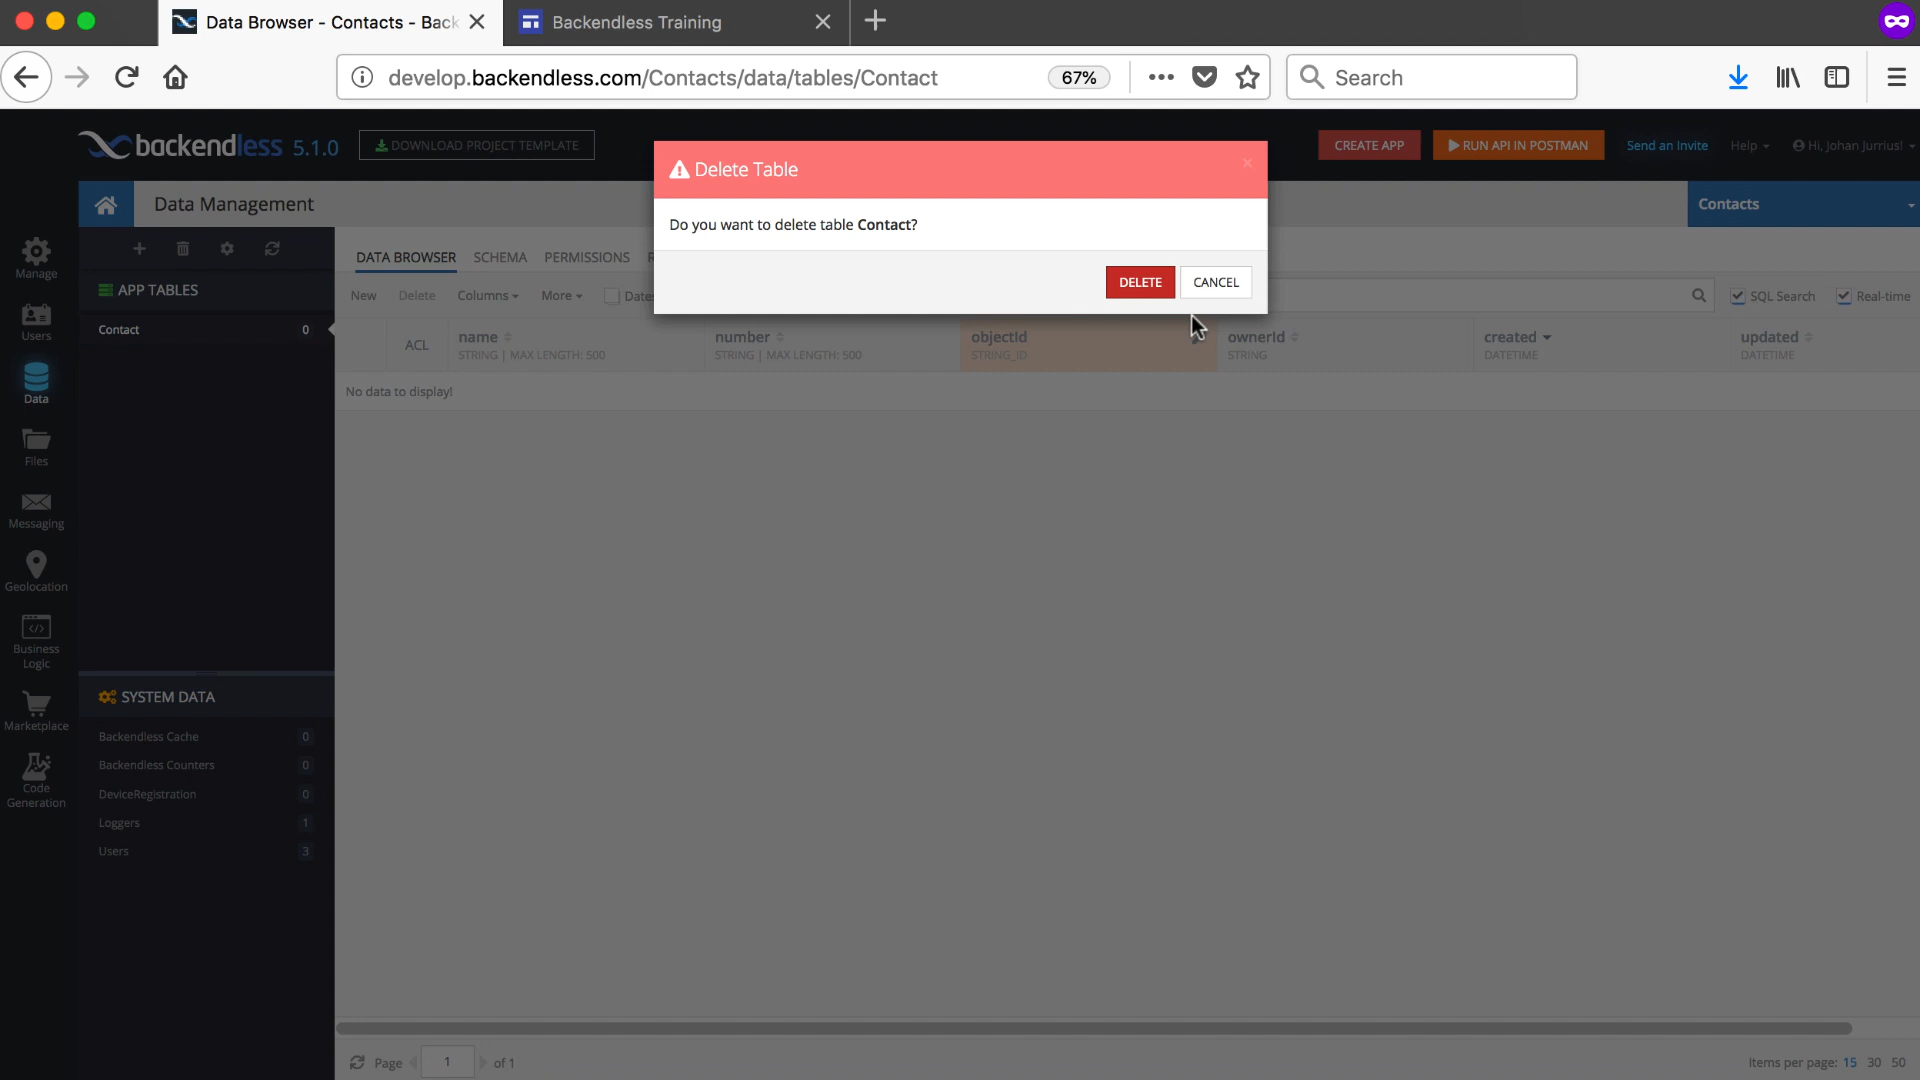 Data Browser - Contacts - Back
Backendless Training
develop.backendless.com/Contacts/data/tables/Contact
67%
Search
backendless 5.1.0
DOWNLOAD PROJECT TEMPLATE
CREATE APP
RUN API IN POSTMAN
Send an Invite
Help
Hi, Johan Jurrius!
Delete Table
Do you want to delete table Contact?
DELETE
CANCEL
Data Management
Contacts
Manage
Users
Data
Files
Messaging
Geolocation
Business
Logic
Marketplace
Code
Generation
APP TABLES
Contact 0
SYSTEM DATA
Backendless Cache 0
Backendless Counters 0
DeviceRegistration 0
Loggers 1
Users 3
DATA BROWSER
SCHEMA
PERMISSIONS
New
Delete
Columns
More
SQL Search
Real-time
ACL
name
STRING | MAX LENGTH: 500
number
STRING | MAX LENGTH: 500
objectId
STRING_ID
ownerId
STRING
created
DATETIME
updated
DATETIME
No data to display!
Page 1 of 1
Items per page: 15 30 50